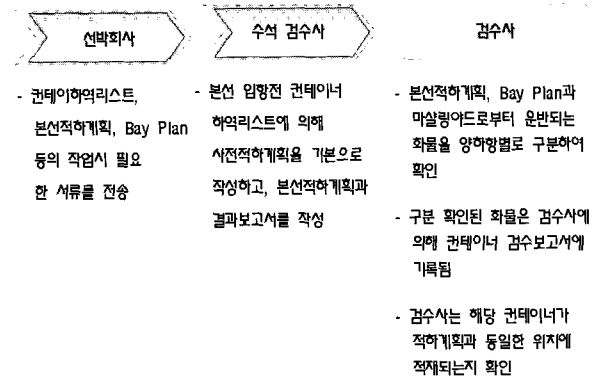 선박회사
수석 검수사
검수사
- 컨테이하역리스트,
본선적하계획, Bay Plan
등의 작업시 필요
한 서류를 전송
- 본선 입항전 컨테이너
하역리스트에 의해
사전적하계획을 기본으로
작성하고, 본선적하계획과
결과보고서를 작성
- 본선적하계획, Bay Plan과
마샬링야드로부터 운반되는
화물을 양하항별로 구분하여
확인
- 구분 확인된 화물은 검수사에
의해 컨테이너 검수보고서에
기록됨
- 검수사는 해당 컨테이너가
적하계획과 동일한 위치에
적재되는지 확인